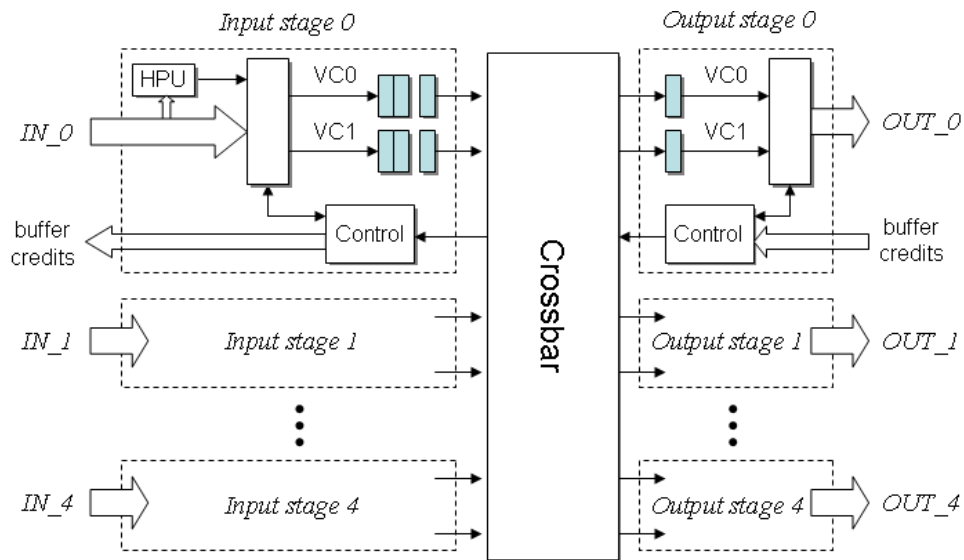 Input stage 0
Output stage 0
HPU
VC0
VC0
IN_0
VC1
VC1
OUT_0
buffer
credits
Control
Control
buffer
credits
Crossbar
IN_1
Input stage 1
Output stage 1
OUT_1
IN_4
Input stage 4
Output stage 4
OUT_4